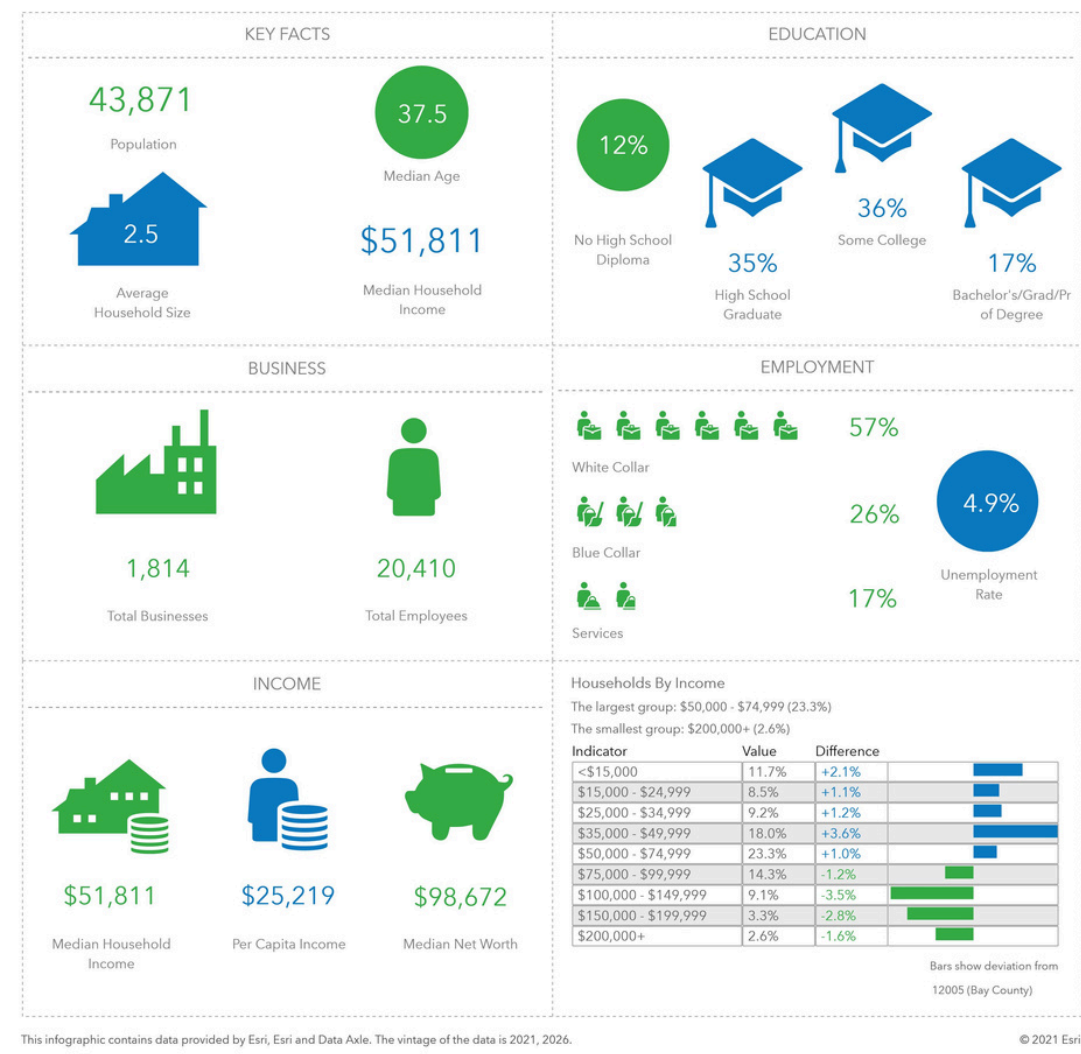 KEY FACTS
43,871
Population
37.5
Median Age
2.5
Average
Household Size
$51,811
Median Household
Income
EDUCATION
12%
No High School
Diploma
35%
High School
Graduate
36%
Some College
17%
Bachelor's/Grad/Pr
of Degree
BUSINESS
1,814
Total Businesses
20,410
Total Employees
EMPLOYMENT
57%
White Collar
26%
Blue Collar
17%
Services
4.9%
Unemployment
Rate
INCOME
$51,811
Median Household
Income
$25,219
Per Capita Income
$98,672
Median Net Worth
Households By Income
The largest group: $50,000 - $74,999 (23.3%)
The smallest group: $200,000+ (2.6%)
Indicator Value Difference
<$15,000 11.7% +2.1%
$15,000 - $24,999 8.5% +1.1%
$25,000 - $34,999 9.2% +1.2%
$35,000 - $49,999 18.0% +3.6%
$50,000 - $74,999 23.3% +1.0%
$75,000 - $99,999 14.3% -1.2%
$100,000 - $149,999 9.1% -3.5%
$150,000 - $199,999 3.3% -2.8%
$200,000+ 2.6% -1.6%
Bars show deviation from
12005 (Bay County)
This infographic contains data provided by Esri, Esri and Data Axle. The vintage of the data is 2021, 2026.
© 2021 Esri